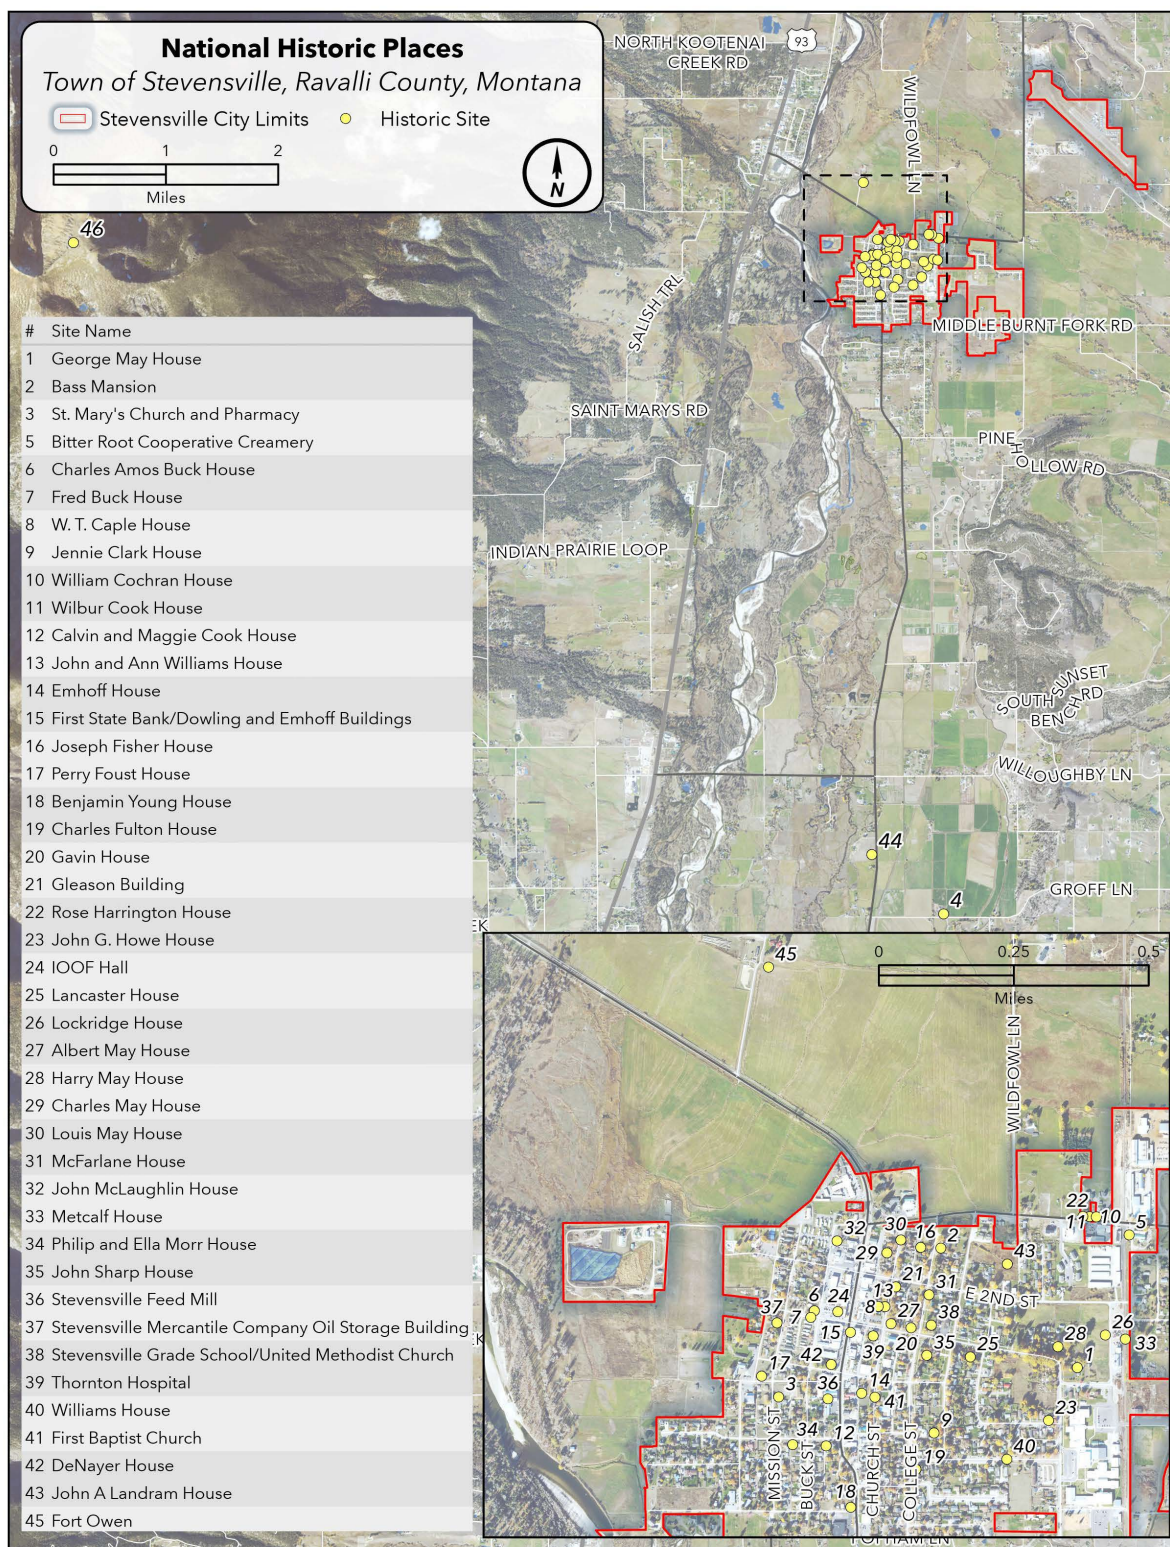 National Historic Places
Town of Stevensville, Ravalli County, Montana
Stevensville City Limits Historic Site
0 1 2
Miles
N
46
NORTH KOOTENAI
CREEK RD
93
WILDFOWL LN
SALISH TRL
MIDDLE BURNT FORK RD
SAINT MARYS RD
PINE
HOLLOW RD
INDIAN PRAIRIE LOOP
SOUTH SUNSET
BENCH RD
WILLOUGHBY LN
44
GROFF LN
4
EK
# Site Name
1 George May House
2 Bass Mansion
3 St. Mary's Church and Pharmacy
5 Bitter Root Cooperative Creamery
6 Charles Amos Buck House
7 Fred Buck House
8 W. T. Caple House
9 Jennie Clark House
10 William Cochran House
11 Wilbur Cook House
12 Calvin and Maggie Cook House
13 John and Ann Williams House
14 Emhoff House
15 First State Bank/Dowling and Emhoff Buildings
16 Joseph Fisher House
17 Perry Foust House
18 Benjamin Young House
19 Charles Fulton House
20 Gavin House
21 Gleason Building
22 Rose Harrington House
23 John G. Howe House
24 IOOF Hall
25 Lancaster House
26 Lockridge House
27 Albert May House
28 Harry May House
29 Charles May House
30 Louis May House
31 McFarlane House
32 John McLaughlin House
33 Metcalf House
34 Philip and Ella Morr House
35 John Sharp House
36 Stevensville Feed Mill
37 Stevensville Mercantile Company Oil Storage Building
38 Stevensville Grade School/United Methodist Church
39 Thornton Hospital
40 Williams House
41 First Baptist Church
42 DeNayer House
43 John A Landram House
45 Fort Owen
EK
45
0 0.25 0.5
Miles
WILDFOWL LN
22
11 10 5
32 30 16 2
29 43
21
13 31 E 2ND ST
6 24 8
37 7 27 38
15 26
39 20 35 25 28 33
42 1
17
3 36 14
41 23
34 12 9
19 40
18
MISSION ST
BUCK ST
CHURCH ST
COLLEGE ST